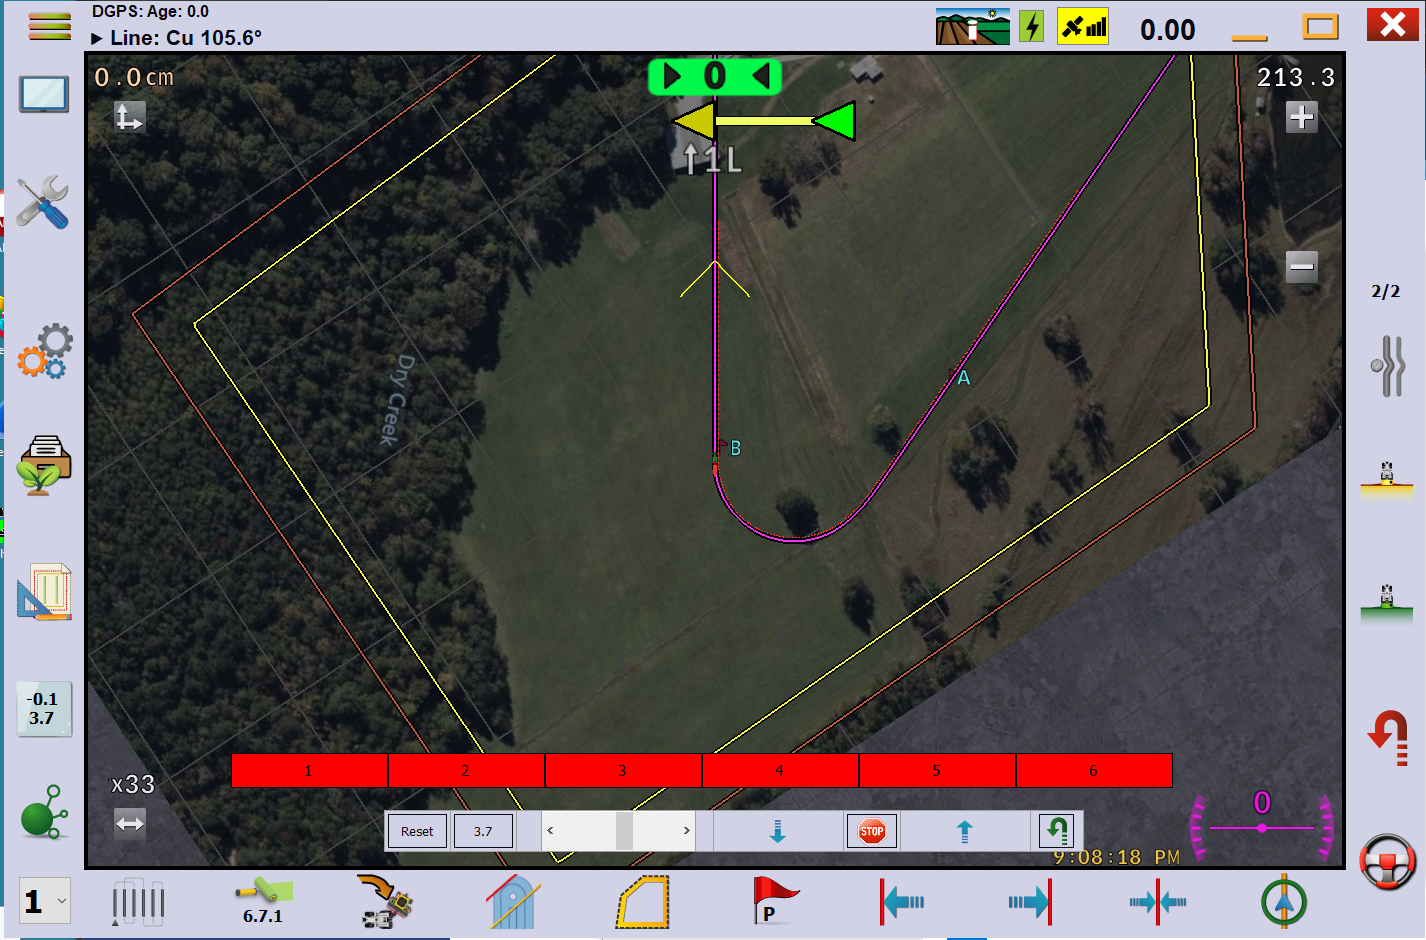 DGPS: Age: 0.0
Line: Cu 105.6°
0.00
0.0cm
0
213.3
1L
2/2
Dry Creek
A
B
-0.1
3.7
x33
1 2 3 4 5 6
Reset 3.7 STOP
0
9:08:18 PM
1
6.7.1
P